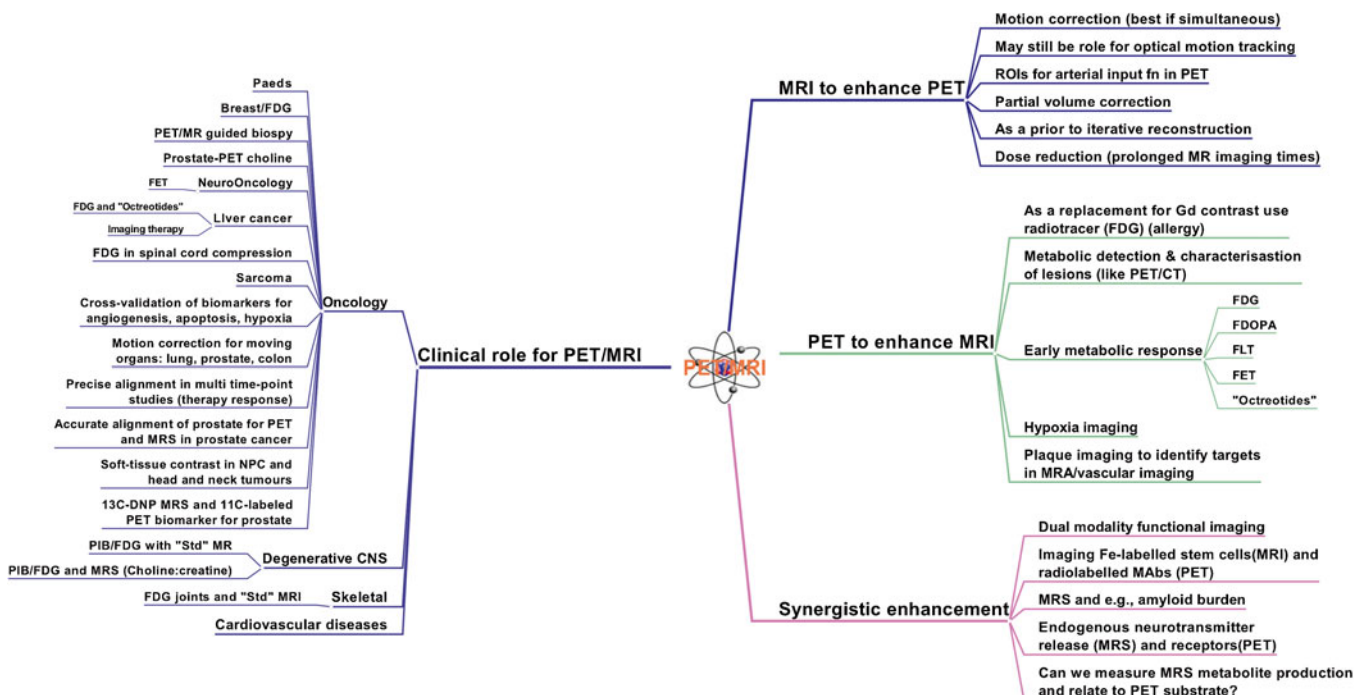 Paeds
Breast/FDG
PET/MR guided biospy
Prostate-PET choline
FET
NeuroOncology
FDG and "Octreotides"
Imaging therapy
LIver cancer
FDG in spinal cord compression
Sarcoma
Cross-validation of biomarkers for
angiogenesis, apoptosis, hypoxia
Motion correction for moving
organs: lung, prostate, colon
Precise alignment in multi time-point
studies (therapy response)
Accurate alignment of prostate for PET
and MRS in prostate cancer
Soft-tissue contrast in NPC and
head and neck tumours
13C-DNP MRS and 11C-labeled
PET biomarker for prostate
Oncology
PIB/FDG with "Std" MR
PIB/FDG and MRS (Choline:creatine)
Degenerative CNS
FDG joints and "Std" MRI
Skeletal
Cardiovascular diseases
Clinical role for PET/MRI
PET/MRI
MRI to enhance PET
Motion correction (best if simultaneous)
May still be role for optical motion tracking
ROIs for arterial input fn in PET
Partial volume correction
As a prior to iterative reconstruction
Dose reduction (prolonged MR imaging times)
PET to enhance MRI
As a replacement for Gd contrast use
radiotracer (FDG) (allergy)
Metabolic detection & characterisastion
of lesions (like PET/CT)
Early metabolic response
FDG
FDOPA
FLT
FET
"Octreotides"
Hypoxia imaging
Plaque imaging to identify targets
in MRA/vascular imaging
Synergistic enhancement
Dual modality functional imaging
Imaging Fe-labelled stem cells(MRI) and
radiolabelled MAbs (PET)
MRS and e.g., amyloid burden
Endogenous neurotransmitter
release (MRS) and receptors(PET)
Can we measure MRS metabolite production
and relate to PET substrate?